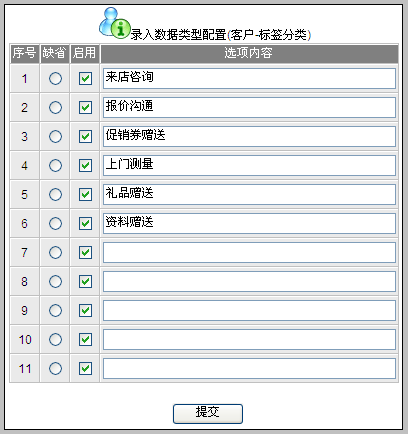 录入数据类型配置(客户-标签分类)
序号 缺省 启用 选项内容
1 来店咨询
2 报价沟通
3 促销券赠送
4 上门测量
5 礼品赠送
6 资料赠送
7
8
9
10
11
提交